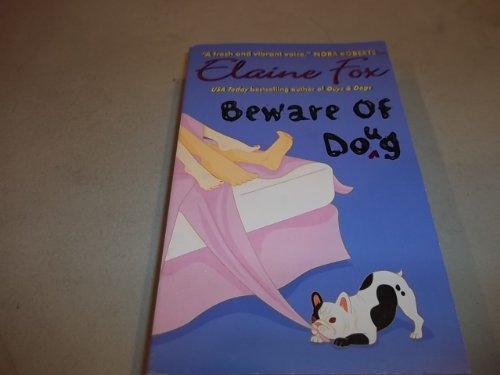 "A fresh and vibrant voice." NORA ROBERTS
Elaine Fox
USA Today bestselling author of Guys & Dogs
Beware Of
Doug